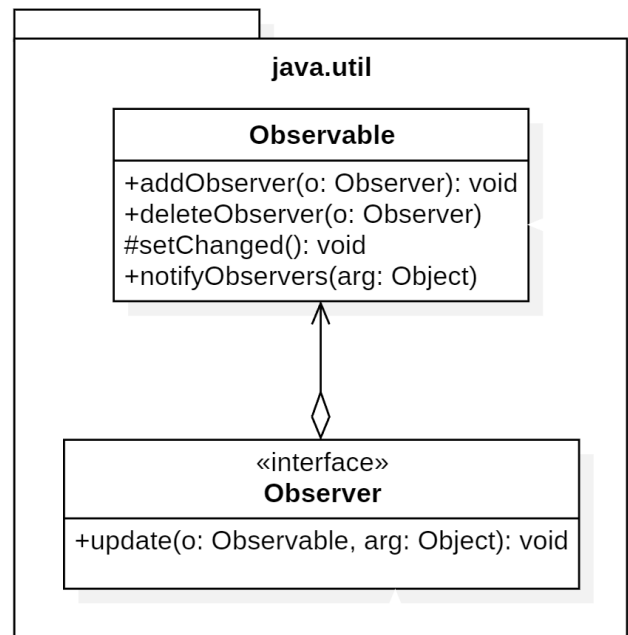 java.util
Observable
+addObserver(o: Observer): void
+deleteObserver(o: Observer)
#setChanged(): void
+notifyObservers(arg: Object)
«interface»
Observer
+update(o: Observable, arg: Object): void